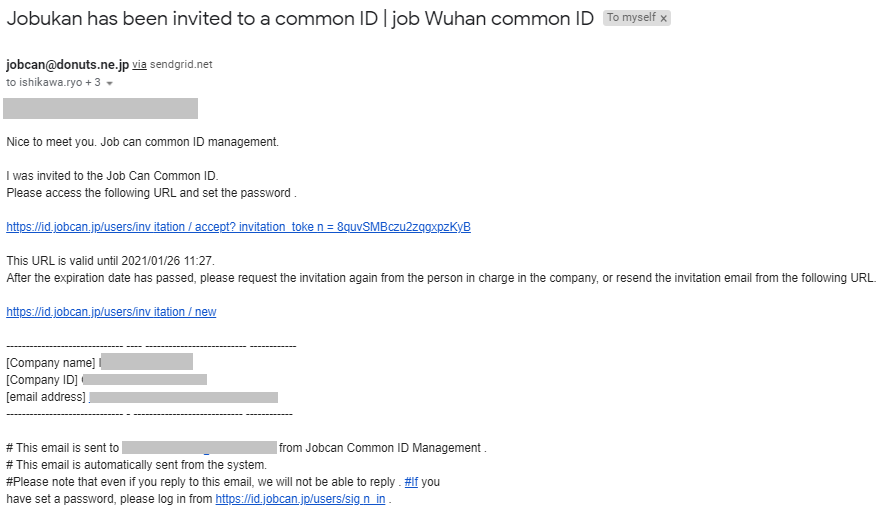 Jobukan has been invited to a common ID | job Wuhan common ID To myself x
jobcan@donuts.ne.jp via sendgrid.net
to ishikawa.ryo + 3
Nice to meet you. Job can common ID management.
I was invited to the Job Can Common ID.
Please access the following URL and set the password .
https://id.jobcan.jp/users/inv itation / accept? invitation_toke n = 8quvSMBczu2zqgxpzKyB
This URL is valid until 2021/01/26 11:27.
After the expiration date has passed, please request the invitation again from the person in charge in the company, or resend the invitation email from the following URL.
https://id.jobcan.jp/users/inv itation / new
------------------------------ ---- -------------------------- ------------
[Company name]
[Company ID]
[email address]
------------------------------ - ---------------------------- ------------
# This email is sent to from Jobcan Common ID Management .
# This email is automatically sent from the system.
#Please note that even if you reply to this email, we will not be able to reply . #If you
have set a password, please log in from https://id.jobcan.jp/users/sig n_in .